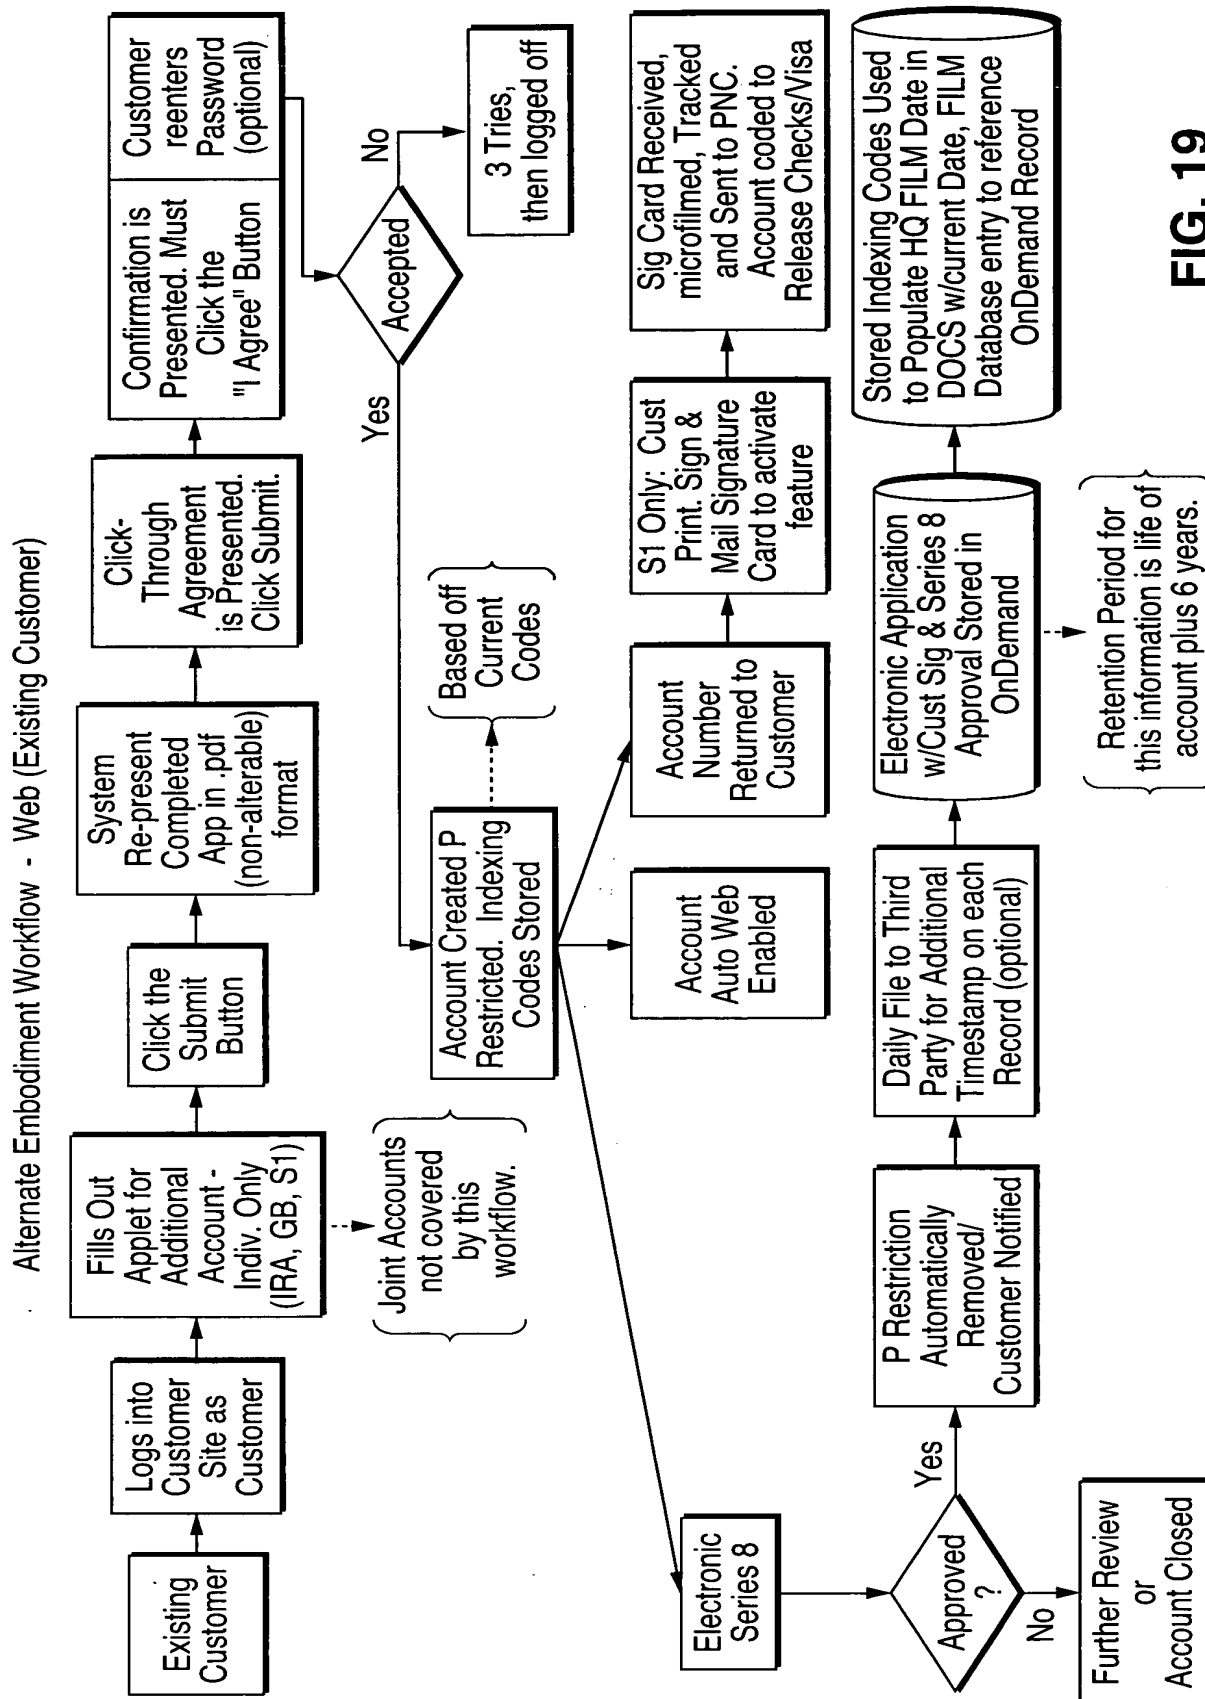 Alternate Embodiment Workflow - Web (Existing Customer)
Existing
Customer
Logs into
Customer
Site as
Customer
Fills Out
Applet for
Additional
Account -
Indiv. Only
(IRA, GB, S1)
Joint Accounts
not covered
by this
workflow.
Click the
Submit
Button
System
Re-present
Completed
App in .pdf
(non-alterable)
format
Click-
Through
Agreement
is Presented.
Click Submit.
Confirmation is
Presented. Must
Click the
"I Agree" Button
Customer
reenters
Password
(optional)
Accepted
Yes
No
3 Tries,
then logged off
Account Created P
Restricted. Indexing
Codes Stored
Based off
Current
Codes
Electronic
Series 8
Account
Auto Web
Enabled
Account
Number
Returned to
Customer
S1 Only: Cust
Print. Sign &
Mail Signature
Card to activate
feature
Sig Card Received,
microfilmed, Tracked
and Sent to PNC.
Account coded to
Release Checks/Visa
Approved
?
Yes
No
Further Review
or
Account Closed
P Restriction
Automatically
Removed/
Customer Notified
Daily File to Third
Party for Additional
Timestamp on each
Record (optional)
Electronic Application
w/Cust Sig & Series 8
Approval Stored in
OnDemand
Retention Period for
this information is life of
account plus 6 years.
Stored Indexing Codes Used
to Populate HQ FILM Date in
DOCS w/current Date, FILM
Database entry to reference
OnDemand Record
FIG. 19